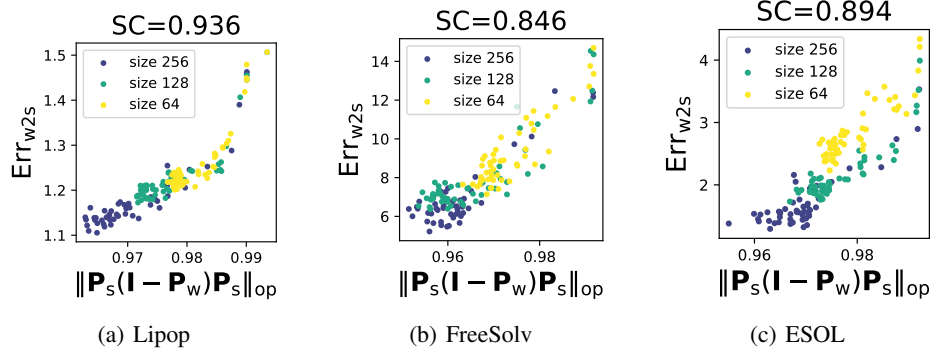 SC=0.936
Err_w2s
1.5
1.4
1.3
1.2
1.1
size 256
size 128
size 64
0.97 0.98 0.99
‖P_s(I − P_w)P_s‖_op
(a) Lipop
SC=0.846
Err_w2s
14
12
10
8
6
size 256
size 128
size 64
0.96 0.98
‖P_s(I − P_w)P_s‖_op
(b) FreeSolv
SC=0.894
Err_w2s
4
3
2
size 256
size 128
size 64
0.96 0.98
‖P_s(I − P_w)P_s‖_op
(c) ESOL